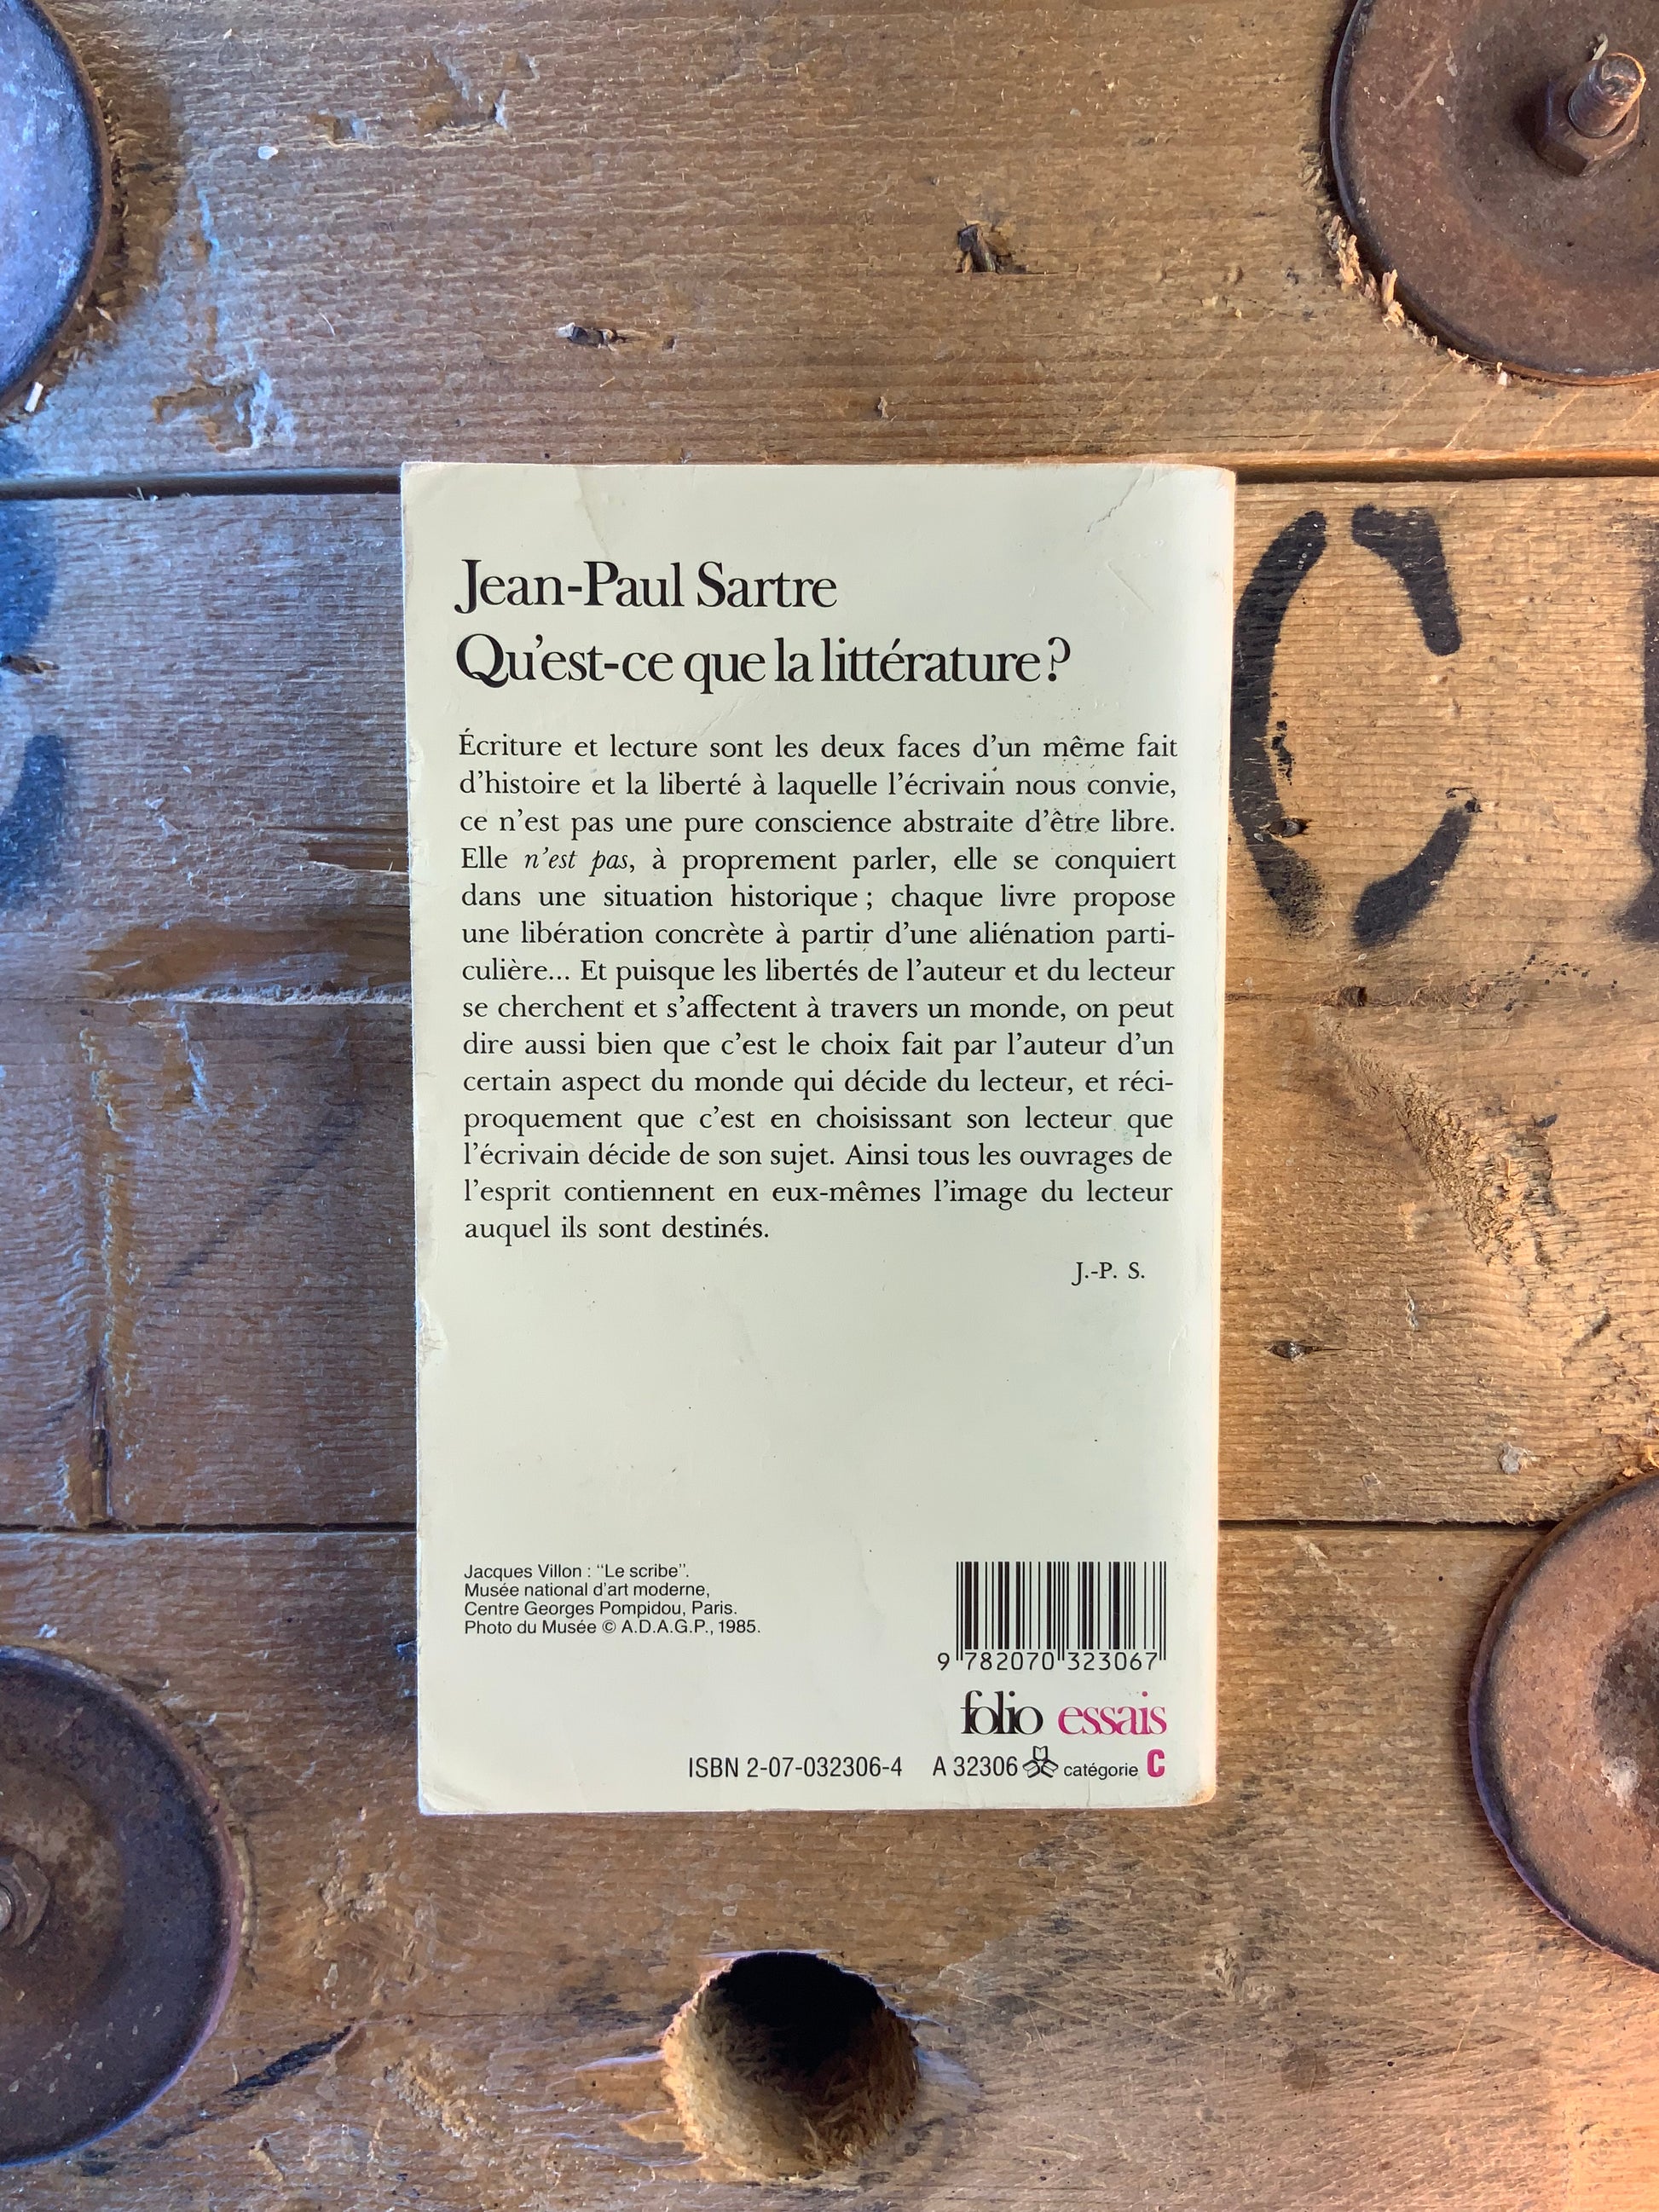 Jean-Paul Sartre
Qu'est-ce que la littérature?
Écriture et lecture sont les deux faces d'un même fait
d'histoire et la liberté à laquelle l'écrivain nous convie,
ce n'est pas une pure conscience abstraite d'être libre.
Elle n'est pas, à proprement parler, elle se conquiert
dans une situation historique ; chaque livre propose
une libération concrète à partir d'une aliénation parti-
culière... Et puisque les libertés de l'auteur et du lecteur
se cherchent et s'affectent à travers un monde, on peut
dire aussi bien que c'est le choix fait par l'auteur d'un
certain aspect du monde qui décide du lecteur, et réci-
proquement que c'est en choisissant son lecteur que
l'écrivain décide de son sujet. Ainsi tous les ouvrages de
l'esprit contiennent en eux-mêmes l'image du lecteur
auquel ils sont destinés.
J.-P. S.
Jacques Villon : "Le scribe".
Musée national d'art moderne,
Centre Georges Pompidou, Paris.
Photo du Musée © A.D.A.G.P., 1985.
9 782070 323067
folio essais
ISBN 2-07-032306-4 A 32306 catégorie C
C